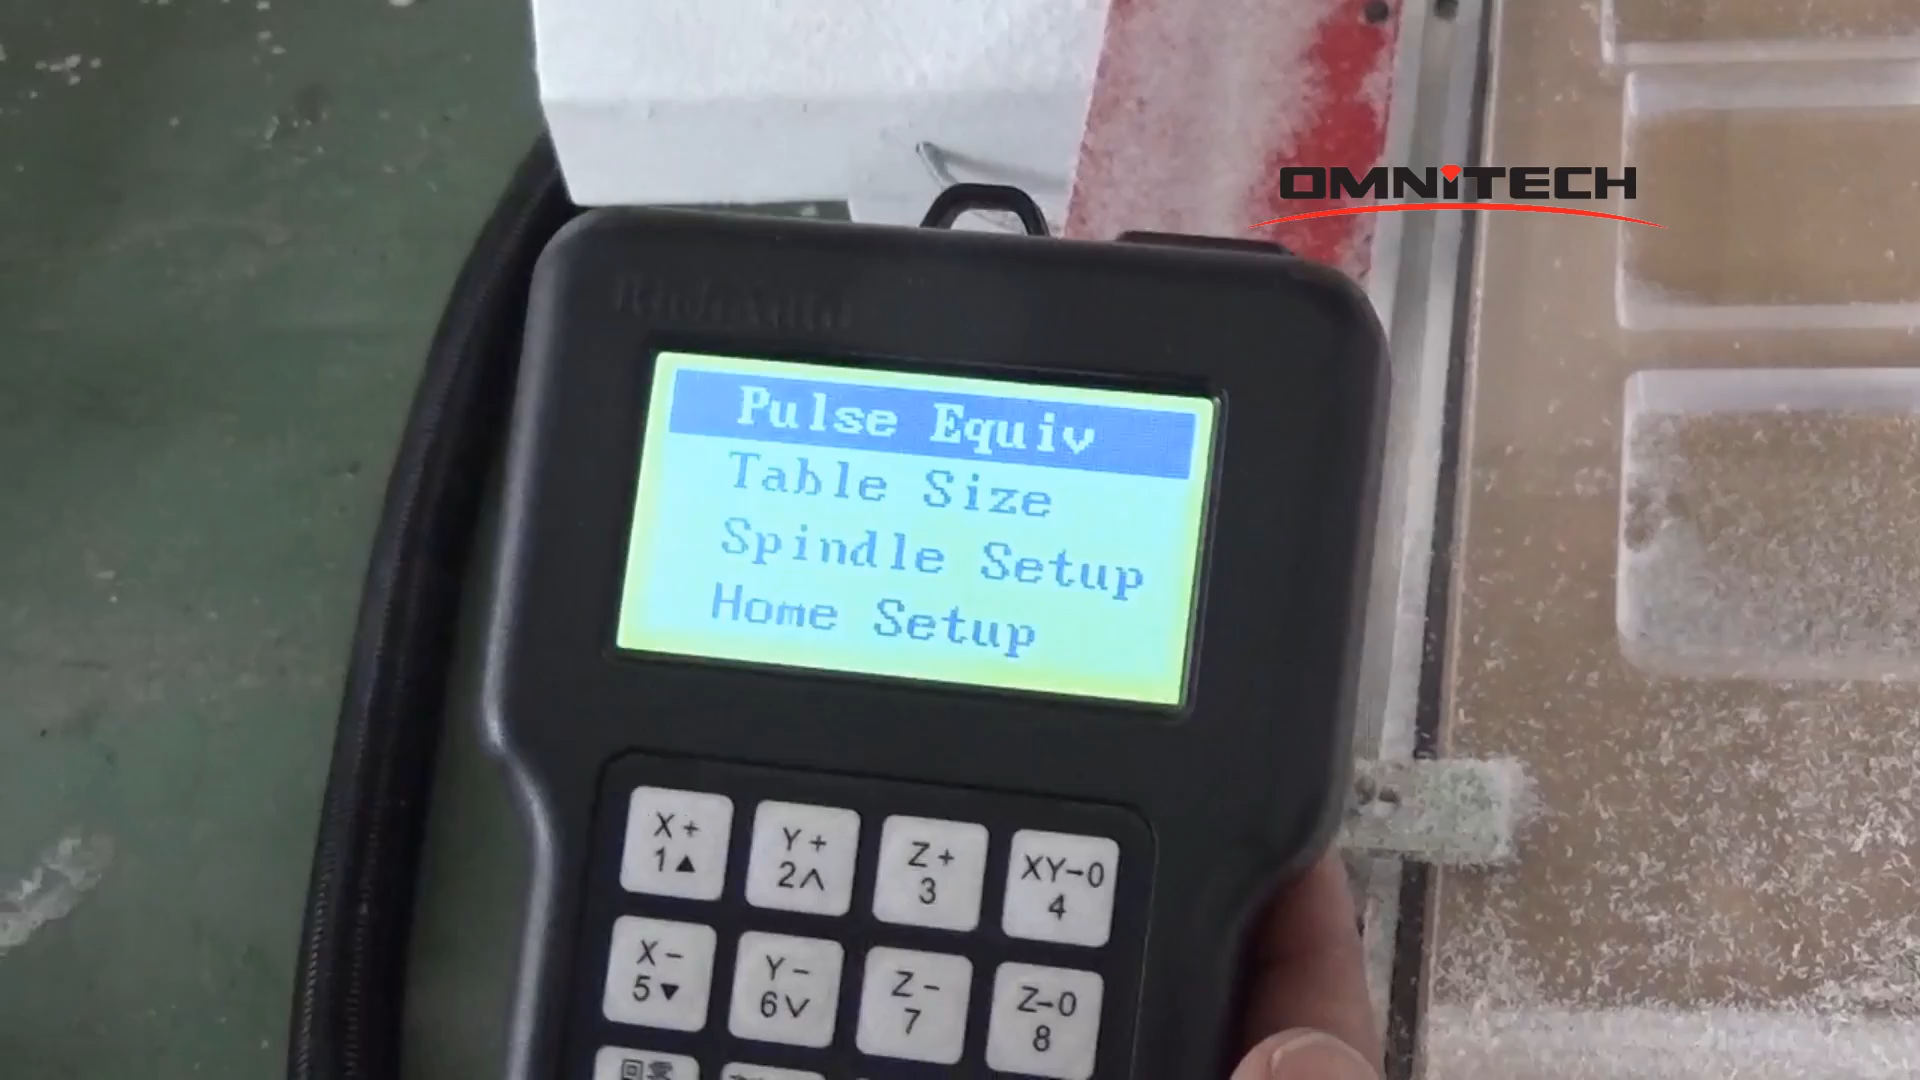 OMNITECH
Pulse Equiv
Table Size
Spindle Setup
Home Setup
X+ Y+ Z+ XY-0
1▲ 2∧ 3 4
X- Y- Z- Z-0
5▼ 6∨ 7 8